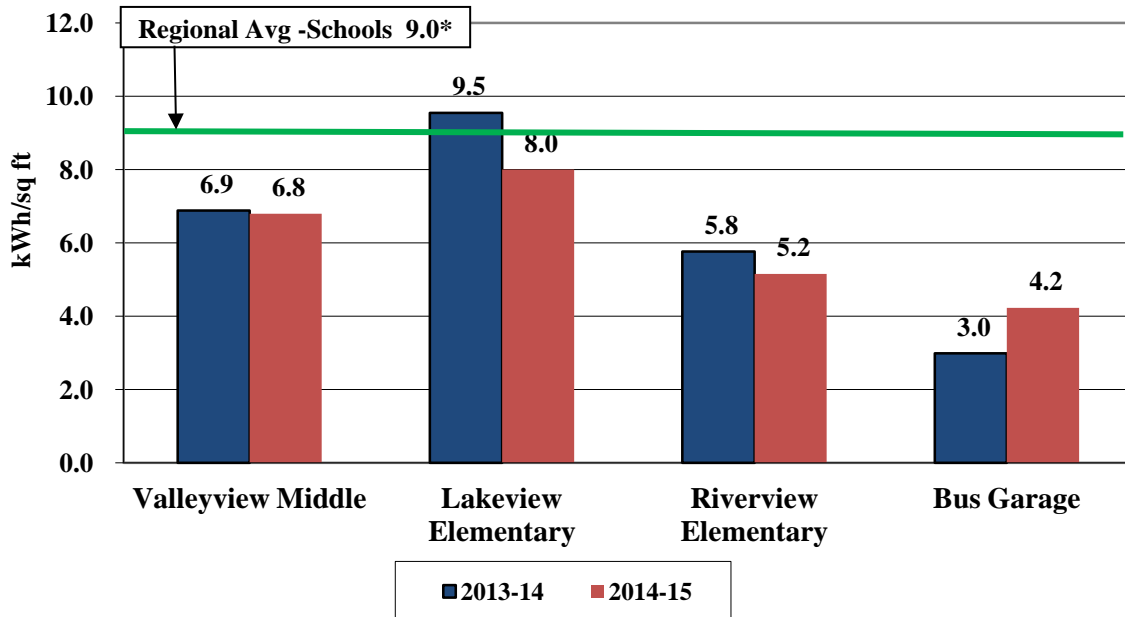 12.0
Regional Avg -Schools 9.0*
10.0
8.0
6.0
4.0
2.0
0.0
kWh/sq ft
6.9
6.8
9.5
8.0
5.8
5.2
3.0
4.2
Valleyview Middle
Lakeview
Elementary
Riverview
Elementary
Bus Garage
2013-14
2014-15